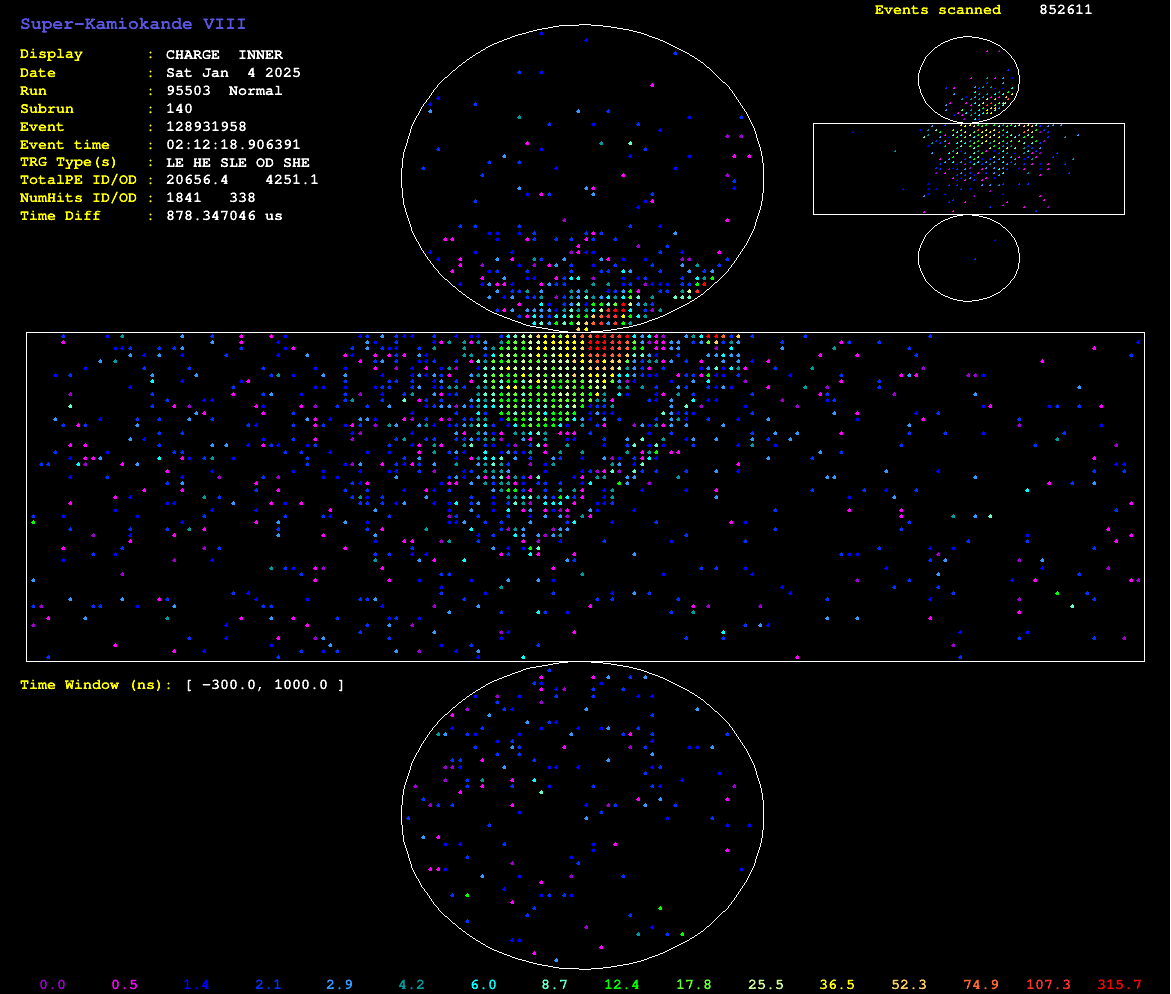 Super-Kamiokande VIII
Events scanned 852611
Display : CHARGE INNER
Date : Sat Jan 4 2025
Run : 95503 Normal
Subrun : 140
Event : 128931958
Event time : 02:12:18.906391
TRG Type(s) : LE HE SLE OD SHE
TotalPE ID/OD : 20656.4 4251.1
NumHits ID/OD : 1841 338
Time Diff : 878.347046 us
Time Window (ns): [ −300.0, 1000.0 ]
0.0 0.5 1.4 2.1 2.9 4.2 6.0 8.7 12.4 17.8 25.5 36.5 52.3 74.9 107.3 315.7